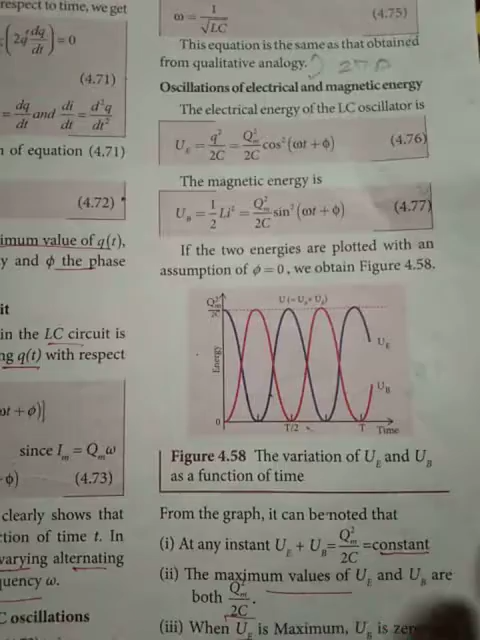 respect to time, we get
(2q dq/dt) = 0
(4.71)
= dq/dt and di/dt = d²q/dt²
of equation (4.71)
(4.72)
imum value of q(t),
y and ϕ the phase
it
in the LC circuit is
ng q(t) with respect
ωt + ϕ)]
since Iₘ = Qₘω
ϕ) (4.73)
clearly shows that
ction of time t. In
varying alternating
quency ω.
C oscillations
ω = 1/√LC (4.75)
This equation is the same as that obtained
from qualitative analogy.
Oscillations of electrical and magnetic energy
The electrical energy of the LC oscillator is
U_E = q²/2C = Q²ₘ/2C cos²(ωt + ϕ) (4.76)
The magnetic energy is
U_B = 1/2 Li² = Q²ₘ/2C sin²(ωt + ϕ) (4.77)
If the two energies are plotted with an
assumption of ϕ = 0, we obtain Figure 4.58.
Q²ₘ/2C
U (= U_E + U_B)
Energy
U_E
U_B
0 T/2 T Time
Figure 4.58 The variation of U_E and U_B
as a function of time
From the graph, it can be noted that
(i) At any instant U_E + U_B = Q²ₘ/2C = constant
(ii) The maximum values of U_E and U_B are
both Q²ₘ/2C.
(iii) When U_E is Maximum, U_B is zero